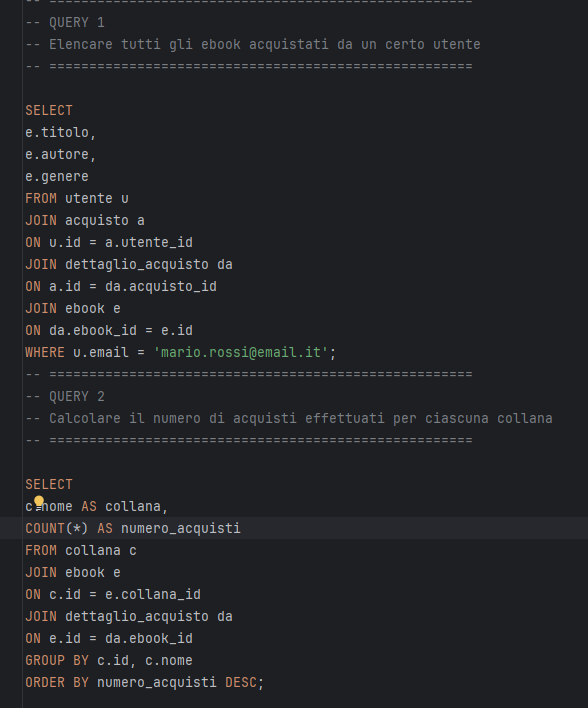 -- =====================================================
-- QUERY 1
-- Elencare tutti gli ebook acquistati da un certo utente
-- =====================================================
SELECT
e.titolo,
e.autore,
e.genere
FROM utente u
JOIN acquisto a
ON u.id = a.utente_id
JOIN dettaglio_acquisto da
ON a.id = da.acquisto_id
JOIN ebook e
ON da.ebook_id = e.id
WHERE u.email = 'mario.rossi@email.it';
-- =====================================================
-- QUERY 2
-- Calcolare il numero di acquisti effettuati per ciascuna collana
-- =====================================================
SELECT
c.nome AS collana,
COUNT(*) AS numero_acquisti
FROM collana c
JOIN ebook e
ON c.id = e.collana_id
JOIN dettaglio_acquisto da
ON e.id = da.ebook_id
GROUP BY c.id, c.nome
ORDER BY numero_acquisti DESC;